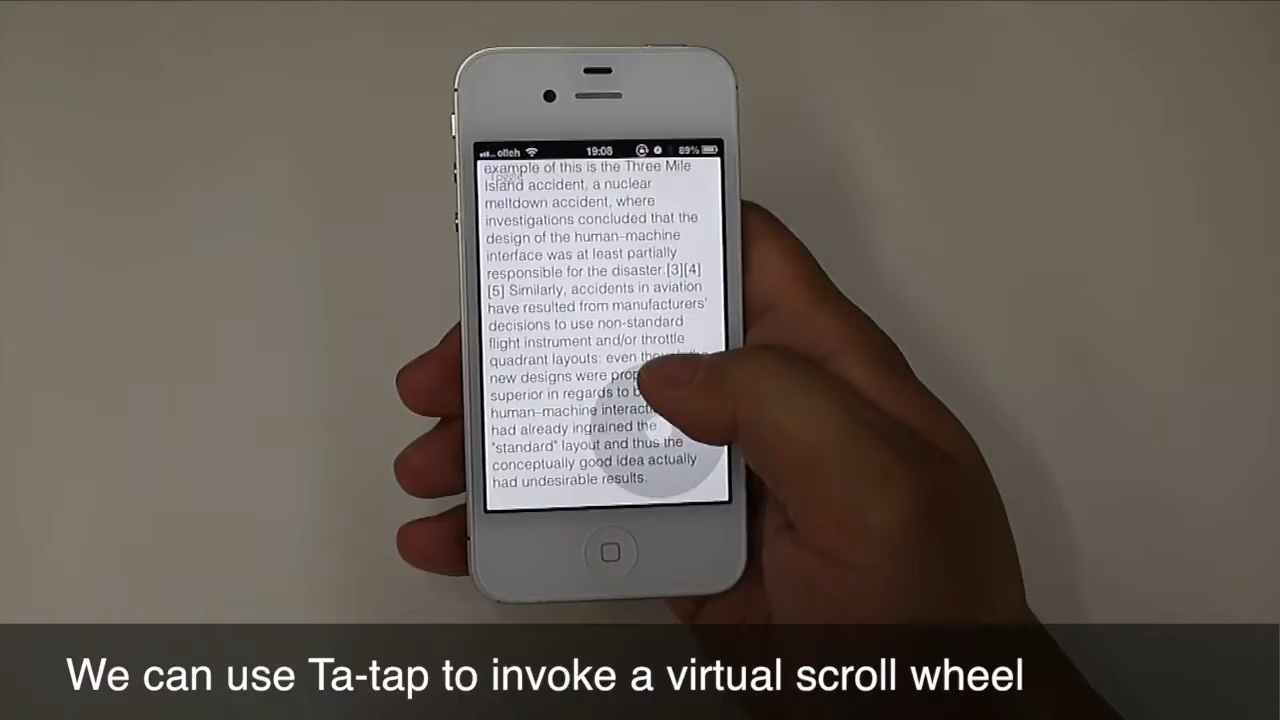 olleh 19:08 89%
example of this is the Three Mile
Island accident, a nuclear
meltdown accident, where
investigations concluded that the
design of the human–machine
interface was at least partially
responsible for the disaster.[3][4]
[5] Similarly, accidents in aviation
have resulted from manufacturers'
decisions to use non-standard
flight instrument and/or throttle
quadrant layouts: even
new designs were
superior in regards to
human–machine
had already ingrained the
"standard" layout and thus the
conceptually good idea actually
had undesirable results.
We can use Ta-tap to invoke a virtual scroll wheel